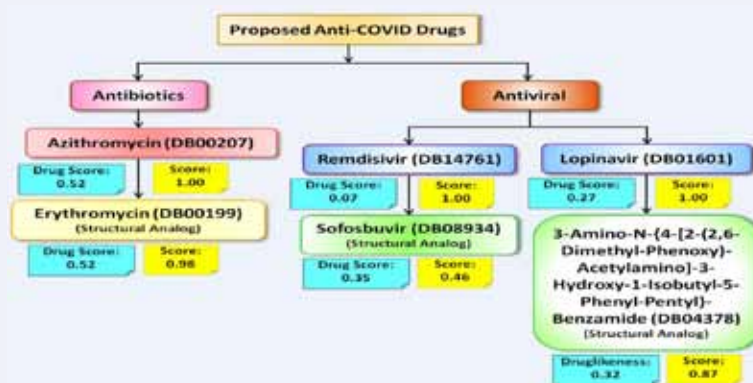 Proposed Anti-COVID Drugs
Antibiotics
Antiviral
Azithromycin (DB00207)
Drug Score:
0.52
Score:
1.00
Erythromycin (DB00199)
(Structural Analog)
Drug Score:
0.52
Score:
0.98
Remdisivir (DB14761)
Drug Score:
0.07
Score:
1.00
Sofosbuvir (DB08934)
(Structural Analog)
Drug Score:
0.35
Score:
0.46
Lopinavir (DB01601)
Drug Score:
0.27
Score:
1.00
3-Amino-N-{4-[2-(2,6-
Dimethyl-Phenoxy)-
Acetylamino]-3-
Hydroxy-1-Isobutyl-5-
Phenyl-Pentyl}-
Benzamide (DB04378)
(Structural Analog)
Druglikeness:
0.32
Score:
0.87